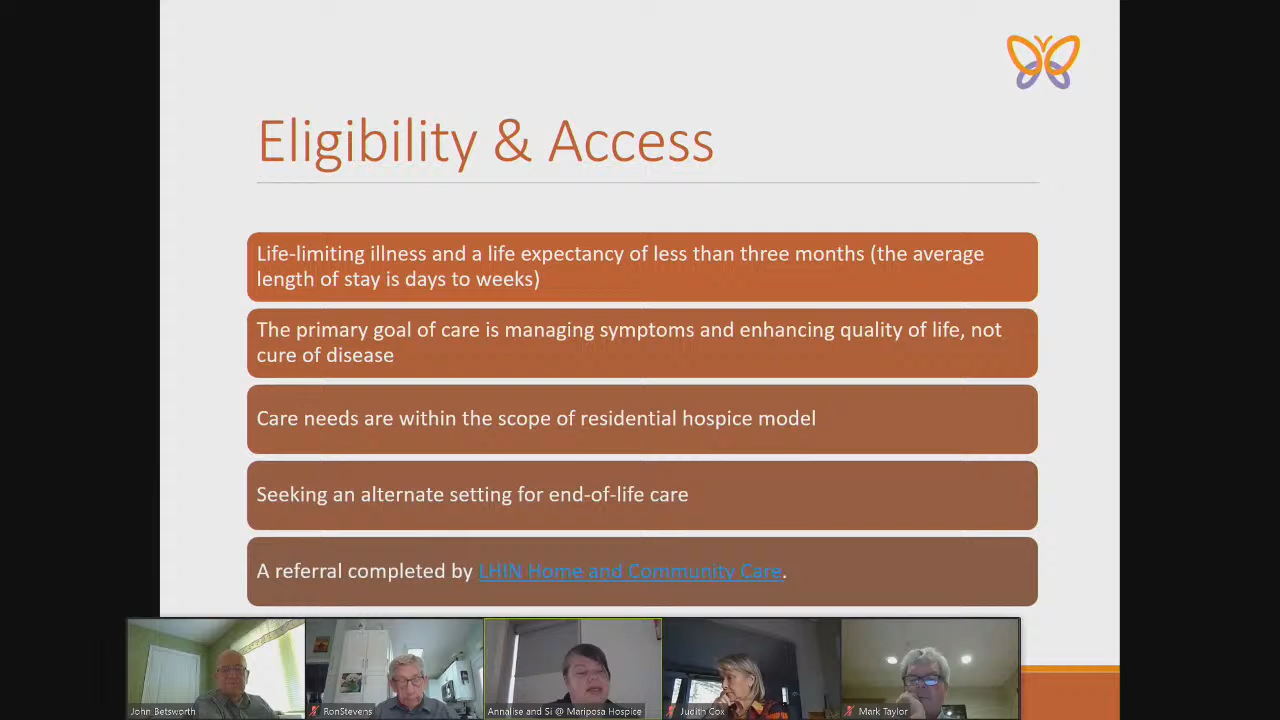 Eligibility & Access
Life-limiting illness and a life expectancy of less than three months (the average
length of stay is days to weeks)
The primary goal of care is managing symptoms and enhancing quality of life, not
cure of disease
Care needs are within the scope of residential hospice model
Seeking an alternate setting for end-of-life care
A referral completed by LHIN Home and Community Care.
John Betsworth
RonStevens
Annalise and Si @ Mariposa Hospice
Judith Cox
Mark Taylor